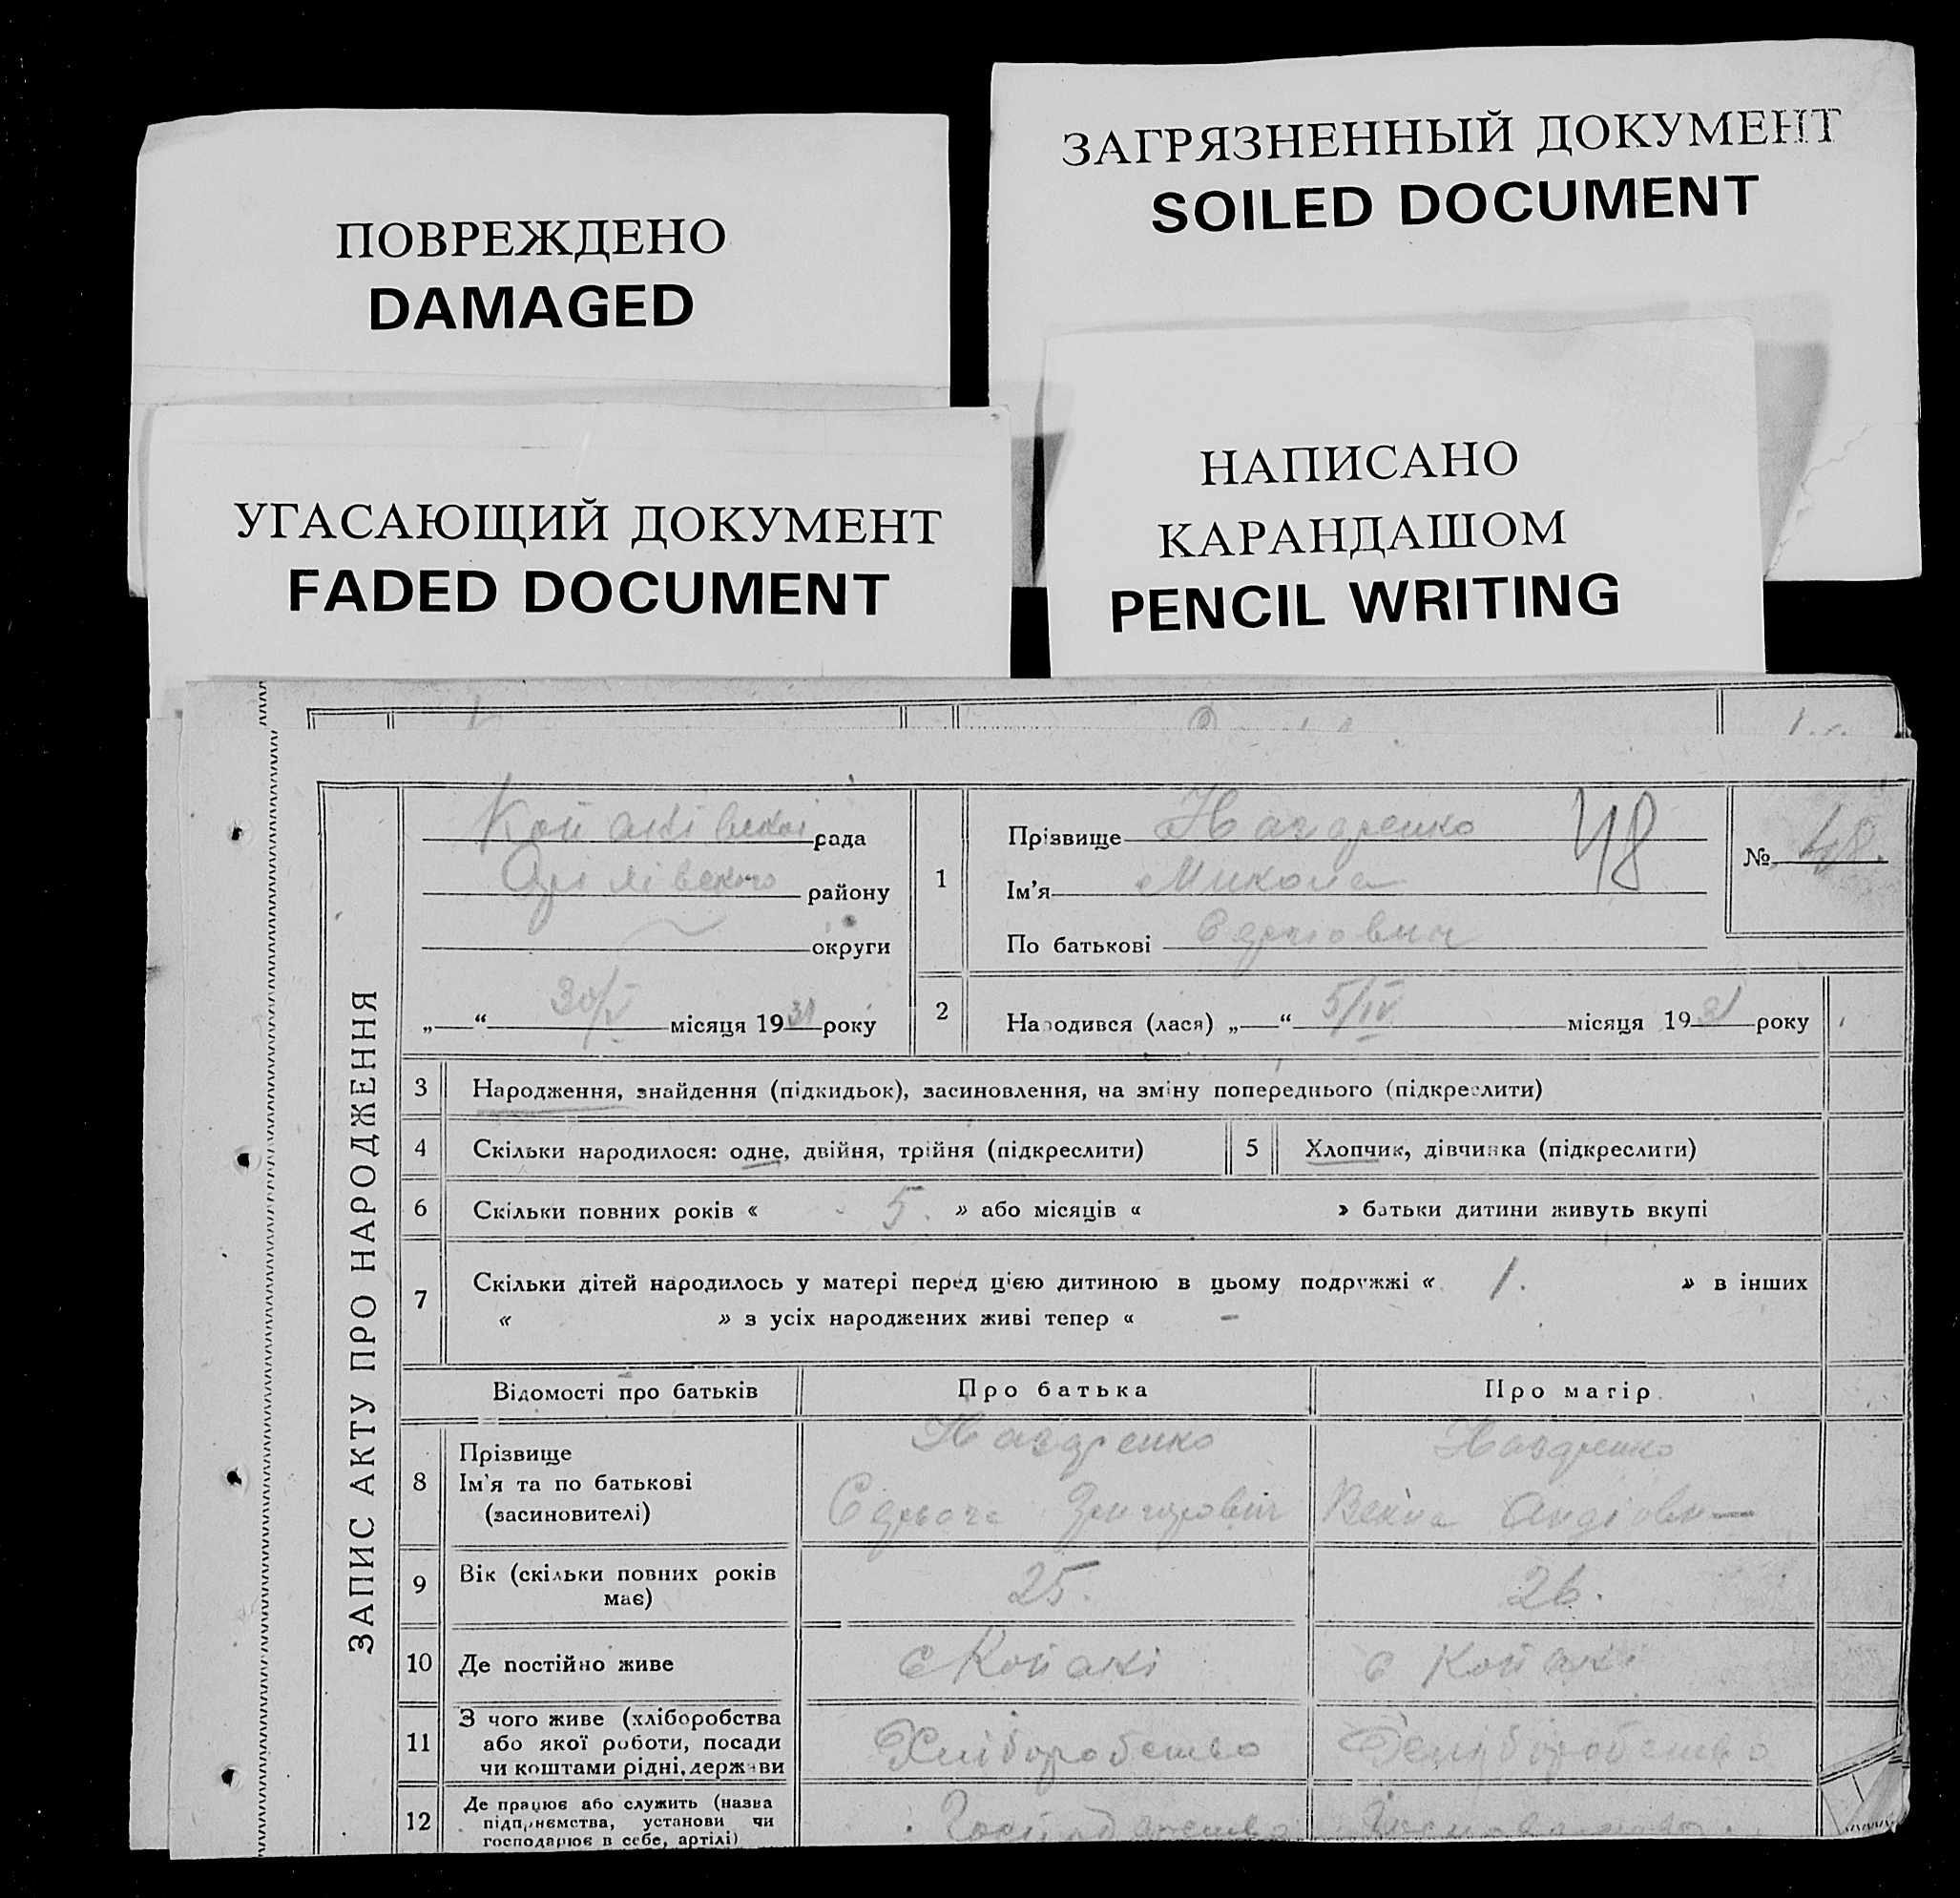 ПОВРЕЖДЕНО
DAMAGED
ЗАГРЯЗНЕННЫЙ ДОКУМЕНТ
SOILED DOCUMENT
УГАСАЮЩИЙ ДОКУМЕНТ
FADED DOCUMENT
НАПИСАНО
КАРАНДАШОМ
PENCIL WRITING
ЗАПИС АКТУ ПРО НАРОДЖЕННЯ
рада
району
округи
30/V місяця 1931 року
1
Прізвище Наздренко 48
Ім'я Микола
По батькові
№ 48.
2 Народився (лася) „—“ 5/IV місяця 1931 року
3 Народження, знайдення (підкидьок), засиновлення, на зміну попереднього (підкреслити)
4 Скільки народилося: одне, двійня, трійня (підкреслити) 5 Хлопчик, дівчинка (підкреслити)
6 Скільки повних років « 5. » або місяців « » батьки дитини живуть вкупі
7 Скільки дітей народилось у матері перед цією дитиною в цьому подружжі « 1. » в інших
« » з усіх народжених живі тепер « -
Відомості про батьків Про батька Про матір
8 Прізвище Наздренко Наздренко
Ім'я та по батькові
(засиновителі)
9 Вік (скільки повних років має) 25. 26.
10 Де постійно живе
11 З чого живе (хліборобства
або якої роботи, посади
чи коштами рідні, держави
Хліборобство Хліборобство
12 Де працює або служить (назва
підприємства, установи чи
господарює в себе, артілі)